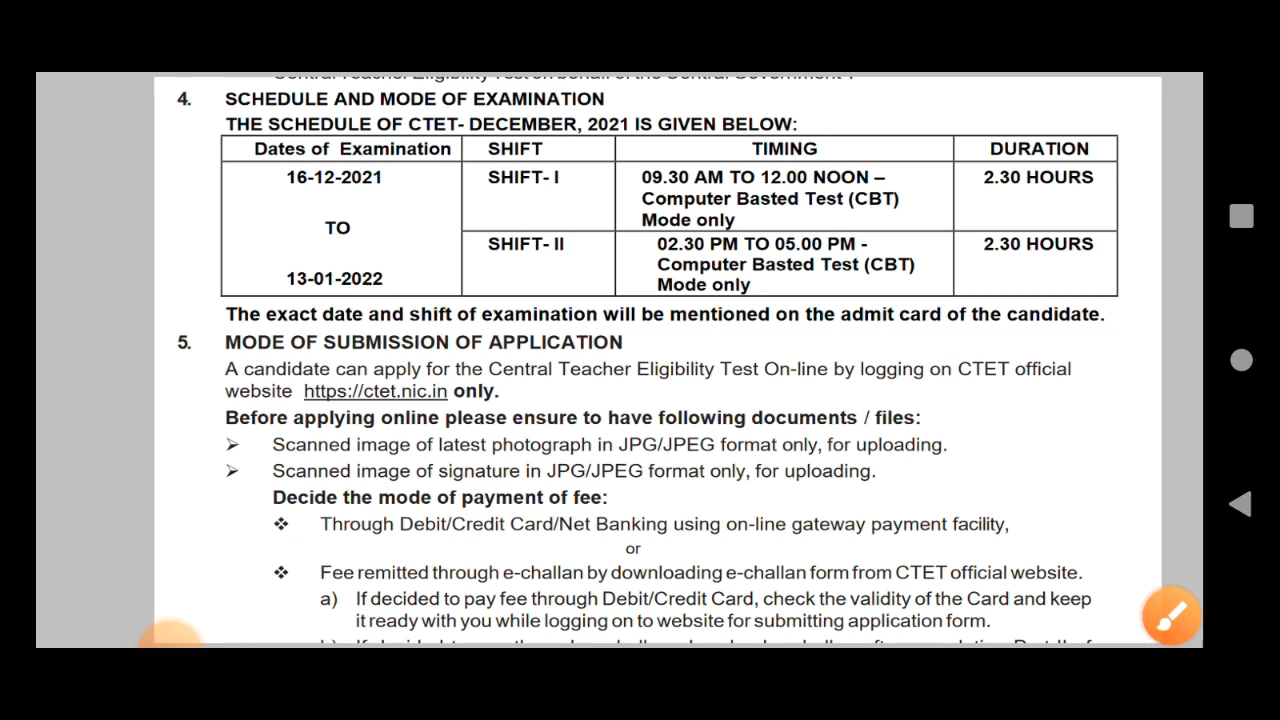 4. SCHEDULE AND MODE OF EXAMINATION
THE SCHEDULE OF CTET- DECEMBER, 2021 IS GIVEN BELOW:
Dates of Examination SHIFT TIMING DURATION
16-12-2021 SHIFT- I 09.30 AM TO 12.00 NOON – 2.30 HOURS
Computer Basted Test (CBT)
Mode only
TO
SHIFT- II 02.30 PM TO 05.00 PM - 2.30 HOURS
Computer Basted Test (CBT)
13-01-2022
Mode only
The exact date and shift of examination will be mentioned on the admit card of the candidate.
5. MODE OF SUBMISSION OF APPLICATION
A candidate can apply for the Central Teacher Eligibility Test On-line by logging on CTET official
website https://ctet.nic.in only.
Before applying online please ensure to have following documents / files:
➢ Scanned image of latest photograph in JPG/JPEG format only, for uploading.
➢ Scanned image of signature in JPG/JPEG format only, for uploading.
Decide the mode of payment of fee:
❖ Through Debit/Credit Card/Net Banking using on-line gateway payment facility,
or
❖ Fee remitted through e-challan by downloading e-challan form from CTET official website.
a) If decided to pay fee through Debit/Credit Card, check the validity of the Card and keep
it ready with you while logging on to website for submitting application form.